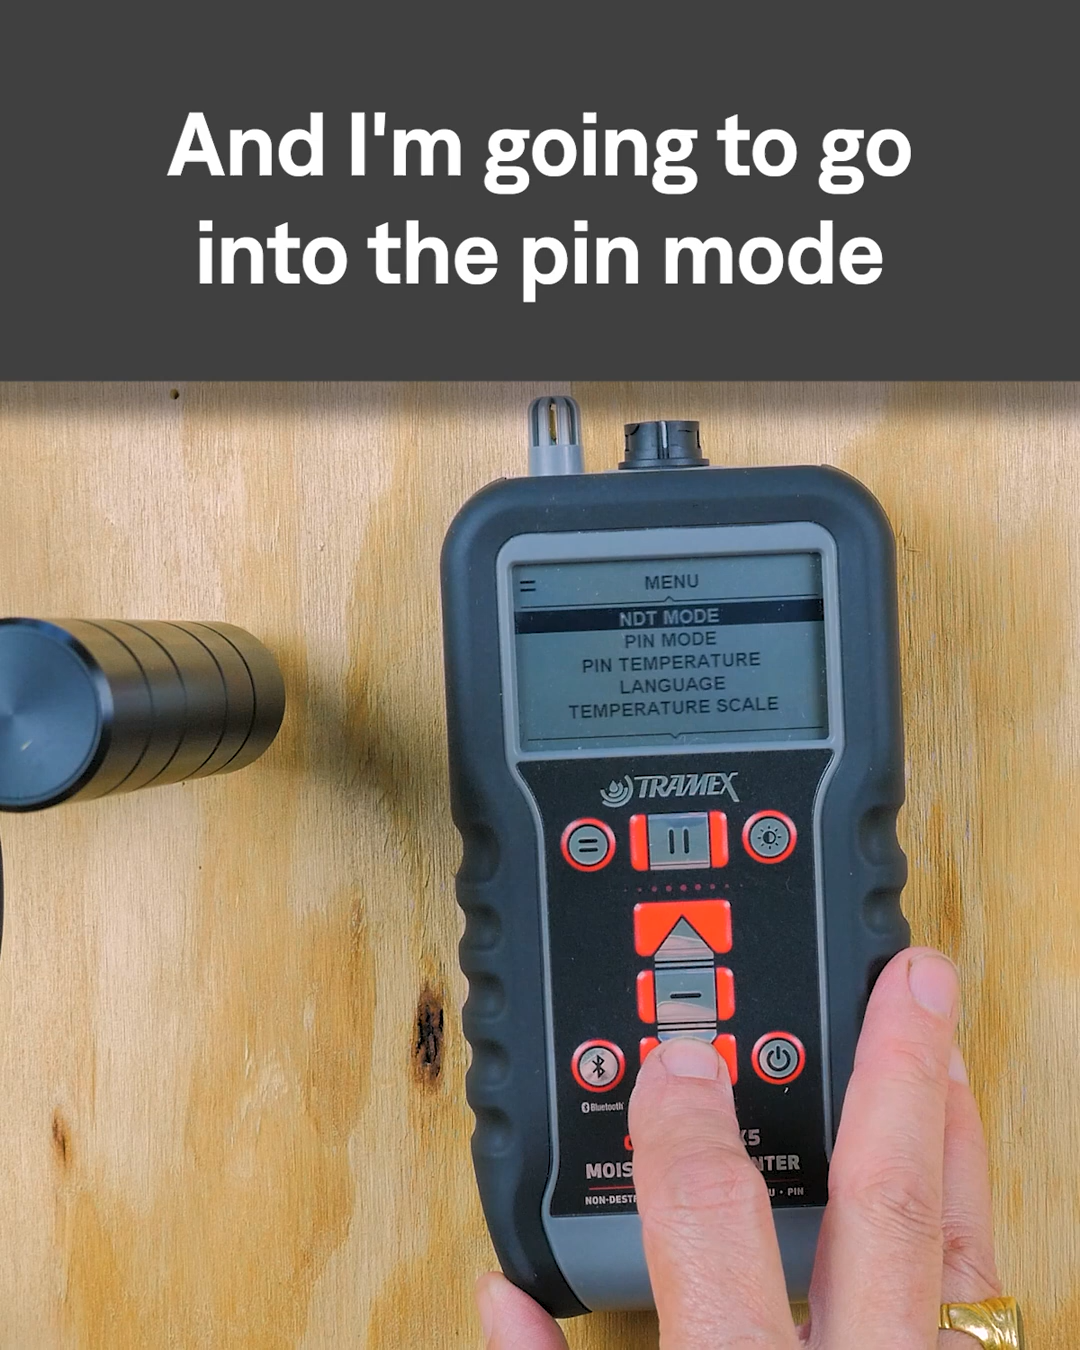 And I'm going to go
into the pin mode
MENU
NDT MODE
PIN MODE
PIN TEMPERATURE
LANGUAGE
TEMPERATURE SCALE
TRAMEX
Bluetooth
PIN